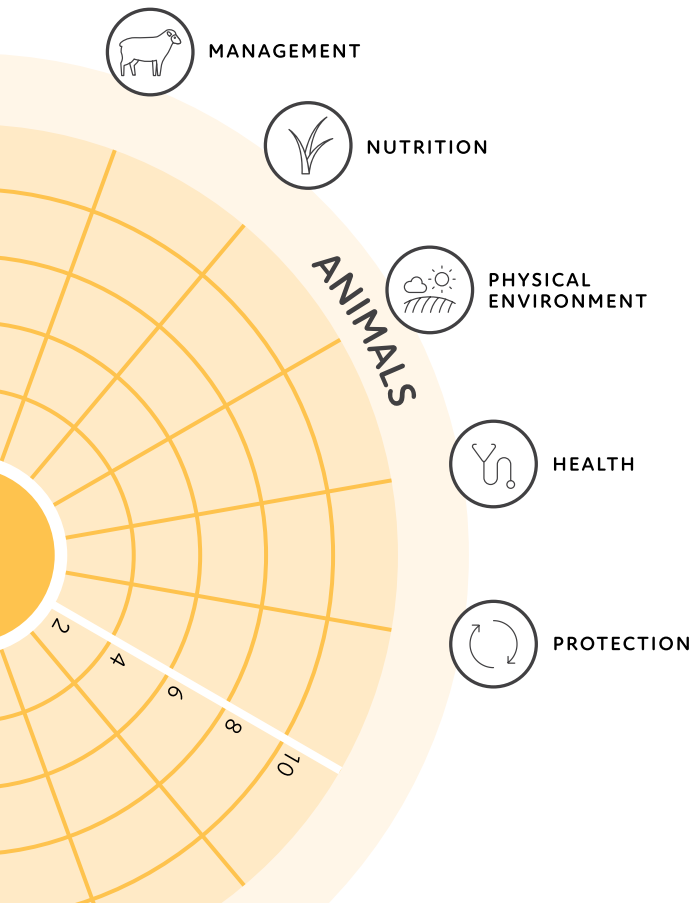 MANAGEMENT
NUTRITION
ANIMALS
PHYSICAL
ENVIRONMENT
HEALTH
PROTECTION
2
4
6
8
10